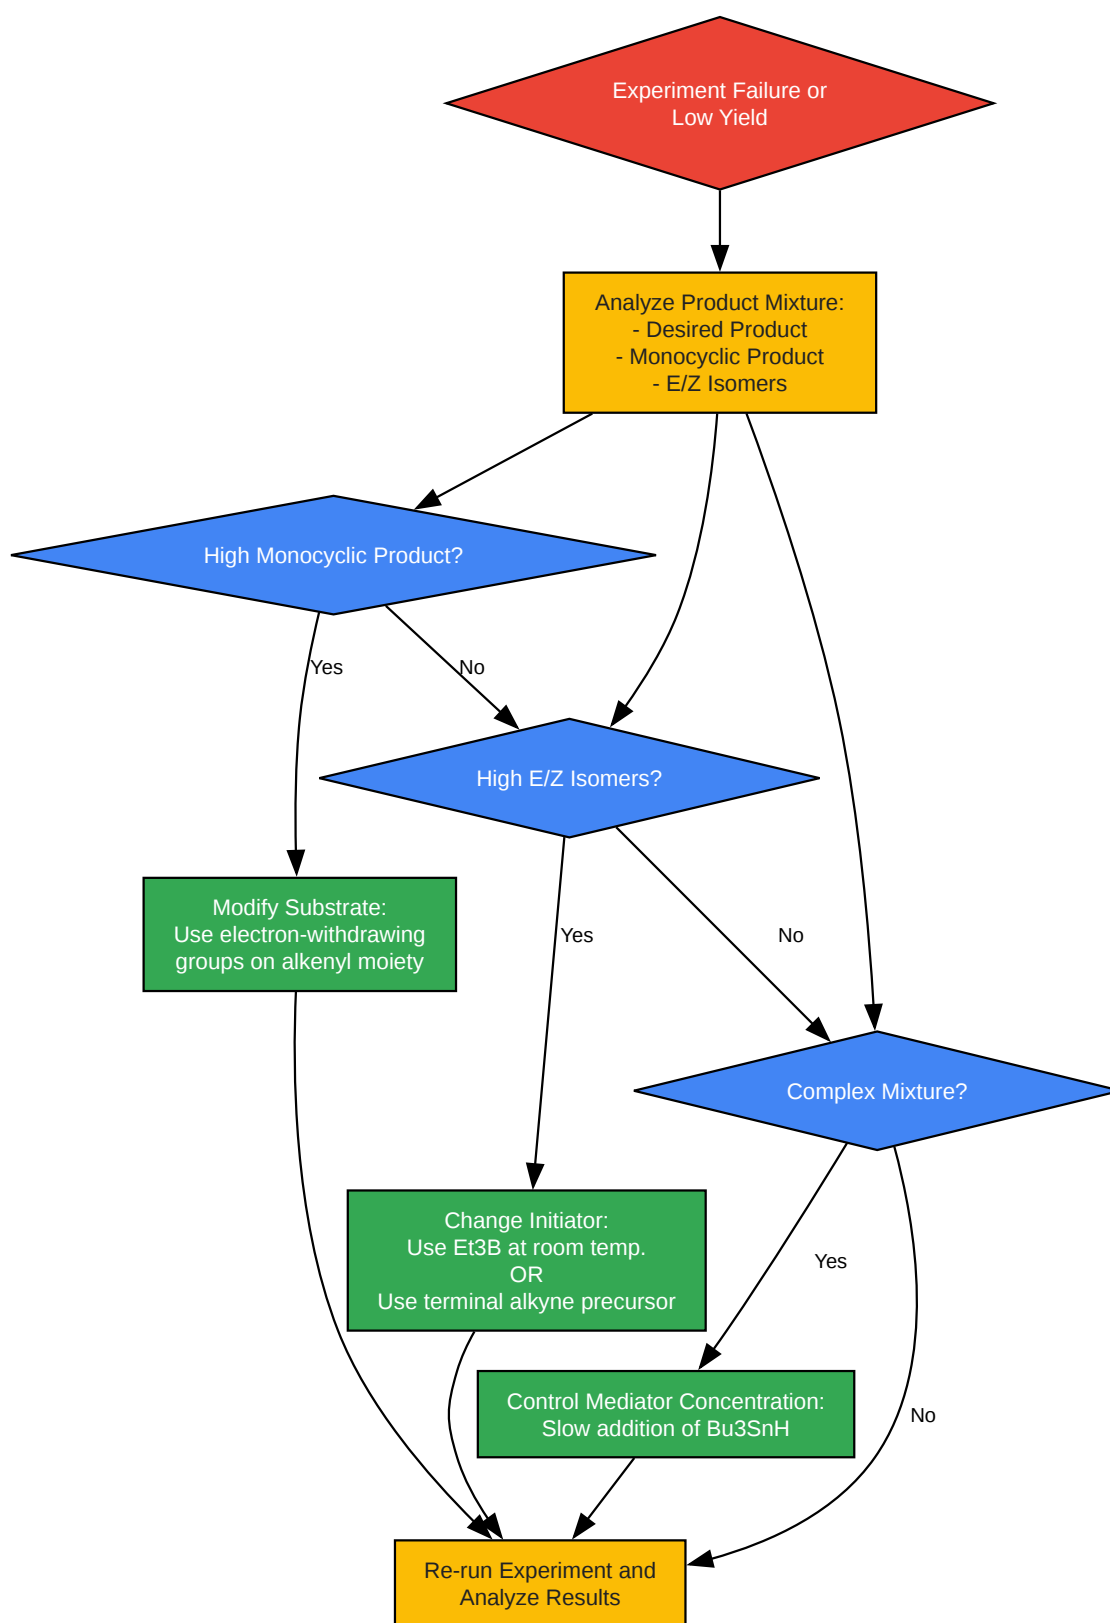 Experiment Failure or
Low Yield
Analyze Product Mixture:
- Desired Product
- Monocyclic Product
- E/Z Isomers
High Monocyclic Product?
Yes
No
High E/Z Isomers?
Modify Substrate:
Use electron-withdrawing
groups on alkenyl moiety
Yes
No
Complex Mixture?
Change Initiator:
Use Et3B at room temp.
OR
Use terminal alkyne precursor
Yes
Control Mediator Concentration:
Slow addition of Bu3SnH
No
Re-run Experiment and
Analyze Results